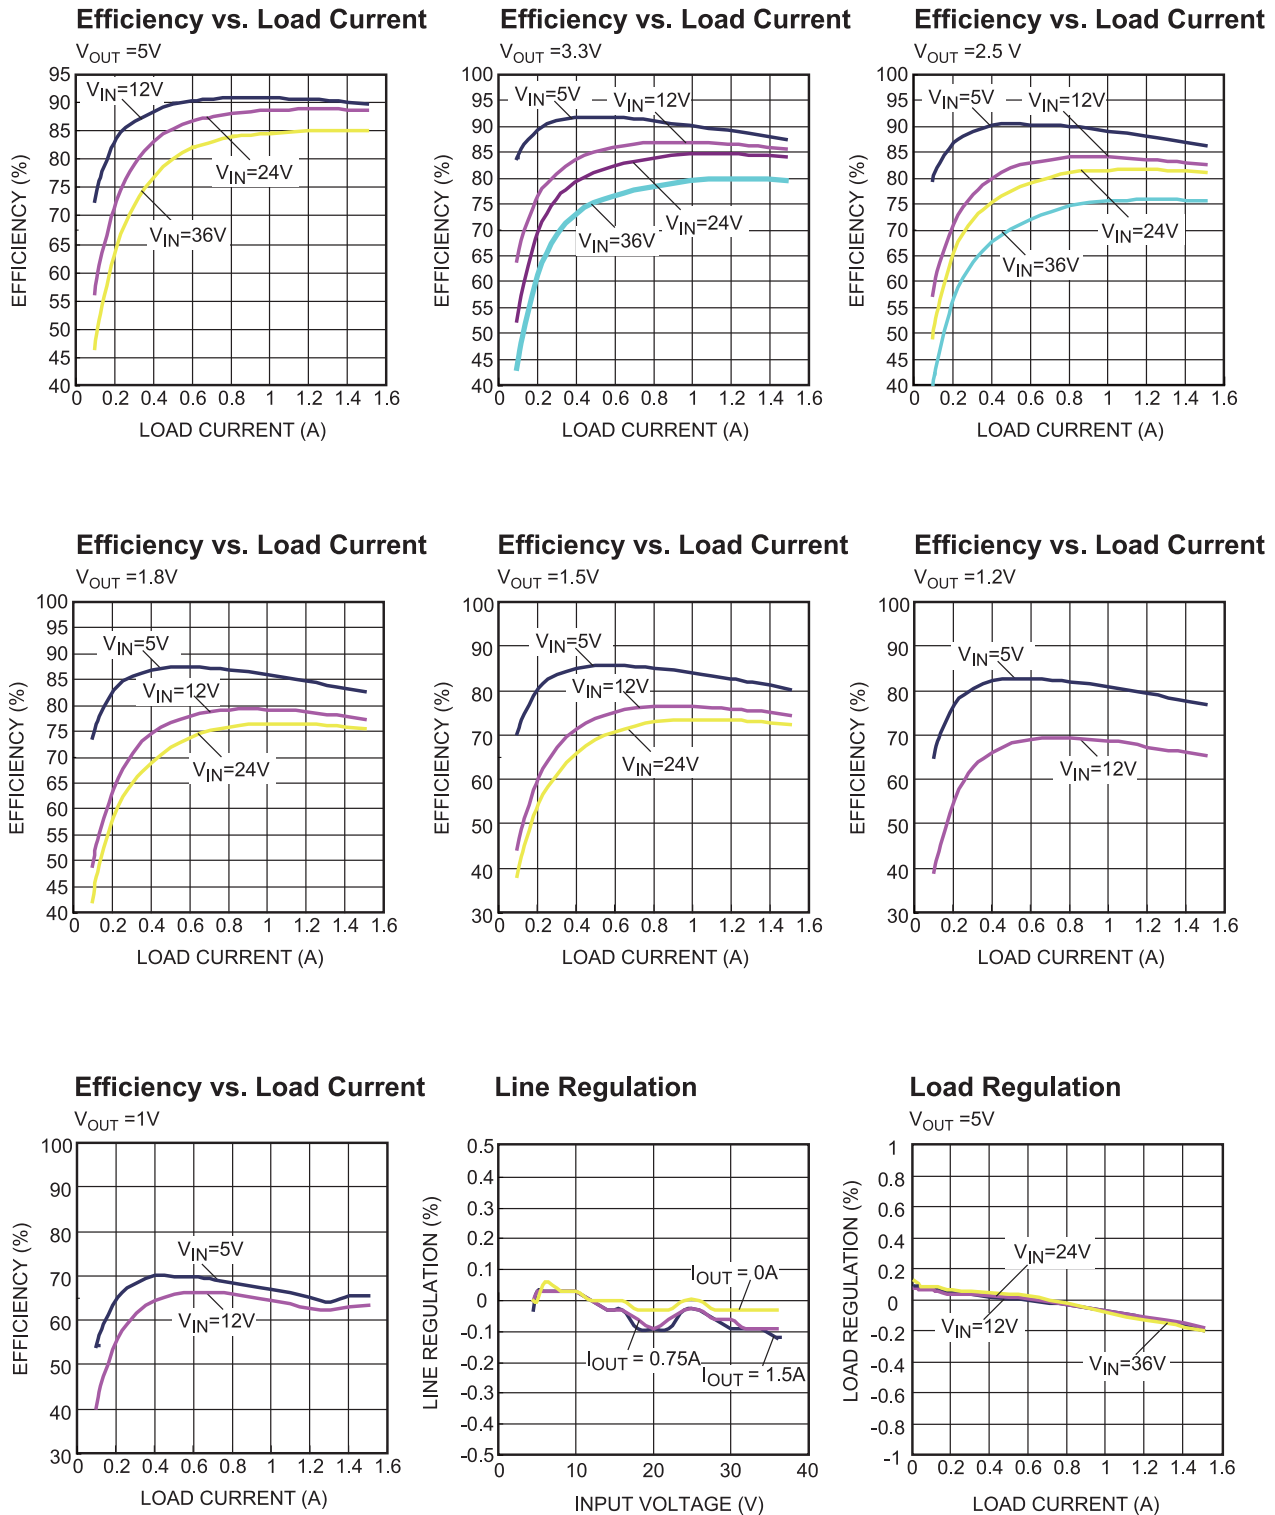 Efficiency vs. Load Current
VOUT =5V
EFFICIENCY (%)
95
90
85
80
75
70
65
60
55
50
45
40
VIN=12V
VIN=24V
VIN=36V
0 0.2 0.4 0.6 0.8 1 1.2 1.4 1.6
LOAD CURRENT (A)
Efficiency vs. Load Current
VOUT =3.3V
EFFICIENCY (%)
100
95
90
85
80
75
70
65
60
55
50
45
40
VIN=5V
VIN=12V
VIN=24V
VIN=36V
0 0.2 0.4 0.6 0.8 1 1.2 1.4 1.6
LOAD CURRENT (A)
Efficiency vs. Load Current
VOUT =2.5 V
EFFICIENCY (%)
100
95
90
85
80
75
70
65
60
55
50
45
40
VIN=5V
VIN=12V
VIN=24V
VIN=36V
0 0.2 0.4 0.6 0.8 1 1.2 1.4 1.6
LOAD CURRENT (A)
Efficiency vs. Load Current
VOUT =1.8V
EFFICIENCY (%)
100
95
90
85
80
75
70
65
60
55
50
45
40
VIN=5V
VIN=12V
VIN=24V
0 0.2 0.4 0.6 0.8 1 1.2 1.4 1.6
LOAD CURRENT (A)
Efficiency vs. Load Current
VOUT =1.5V
EFFICIENCY (%)
100
90
80
70
60
50
40
30
VIN=5V
VIN=12V
VIN=24V
0 0.2 0.4 0.6 0.8 1 1.2 1.4 1.6
LOAD CURRENT (A)
Efficiency vs. Load Current
VOUT =1.2V
EFFICIENCY (%)
100
90
80
70
60
50
40
30
VIN=5V
VIN=12V
0 0.2 0.4 0.6 0.8 1 1.2 1.4 1.6
LOAD CURRENT (A)
Efficiency vs. Load Current
VOUT =1V
EFFICIENCY (%)
100
90
80
70
60
50
40
30
VIN=5V
VIN=12V
0 0.2 0.4 0.6 0.8 1 1.2 1.4 1.6
LOAD CURRENT (A)
Line Regulation
LINE REGULATION (%)
0.5
0.4
0.3
0.2
0.1
0
-0.1
-0.2
-0.3
-0.4
-0.5
IOUT = 0A
IOUT = 0.75A
IOUT = 1.5A
0 10 20 30 40
INPUT VOLTAGE (V)
Load Regulation
VOUT =5V
LOAD REGULATION (%)
1
0.8
0.6
0.4
0.2
0
-0.2
-0.4
-0.6
-0.8
-1
VIN=24V
VIN=12V
VIN=36V
0 0.2 0.4 0.6 0.8 1 1.2 1.4 1.6
LOAD CURRENT (A)